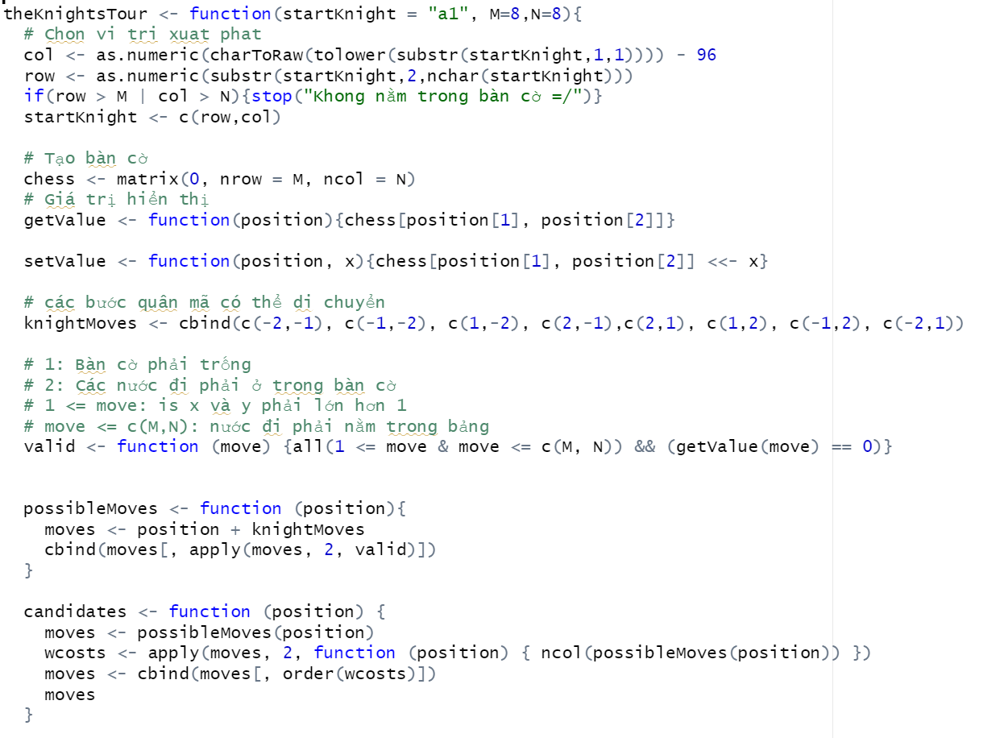 theKnightsTour <- function(startKnight = "a1", M=8,N=8){
  # Chon vi tri xuat phat
  col <- as.numeric(charToRaw(tolower(substr(startKnight,1,1)))) - 96
  row <- as.numeric(substr(startKnight,2,nchar(startKnight)))
  if(row > M | col > N){stop("Khong nằm trong bàn cờ =/")}
  startKnight <- c(row,col)

  # Tạo bàn cờ
  chess <- matrix(0, nrow = M, ncol = N)
  # Giá trị hiển thị
  getValue <- function(position){chess[position[1], position[2]]}

  setValue <- function(position, x){chess[position[1], position[2]] <<- x}

  # các bước quân mã có thể di chuyển
  knightMoves <- cbind(c(-2,-1), c(-1,-2), c(1,-2), c(2,-1),c(2,1), c(1,2), c(-1,2), c(-2,1))

  # 1: Bàn cờ phải trống
  # 2: Các nước đi phải ở trong bàn cờ
  # 1 <= move: is x và y phải lớn hơn 1
  # move <= c(M,N): nước đi phải nằm trong bảng
  valid <- function (move) {all(1 <= move & move <= c(M, N)) && (getValue(move) == 0)}


  possibleMoves <- function (position){
    moves <- position + knightMoves
    cbind(moves[, apply(moves, 2, valid)])
  }

  candidates <- function (position) {
    moves <- possibleMoves(position)
    wcosts <- apply(moves, 2, function (position) { ncol(possibleMoves(position)) })
    moves <- cbind(moves[, order(wcosts)])
    moves
  }